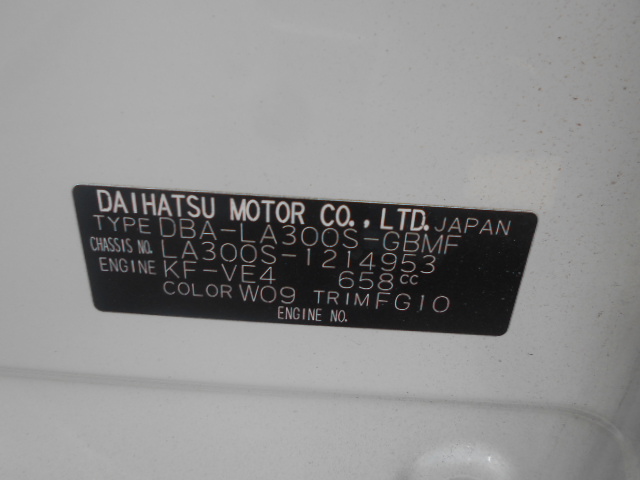 DAIHATSU MOTOR CO., LTD. JAPAN
TYPE DBA-LA300S-GBMF
CHASSIS NO. LA300S-1214953
ENGINE KF-VE4 658cc
COLOR W09 TRIM FG10
ENGINE NO.